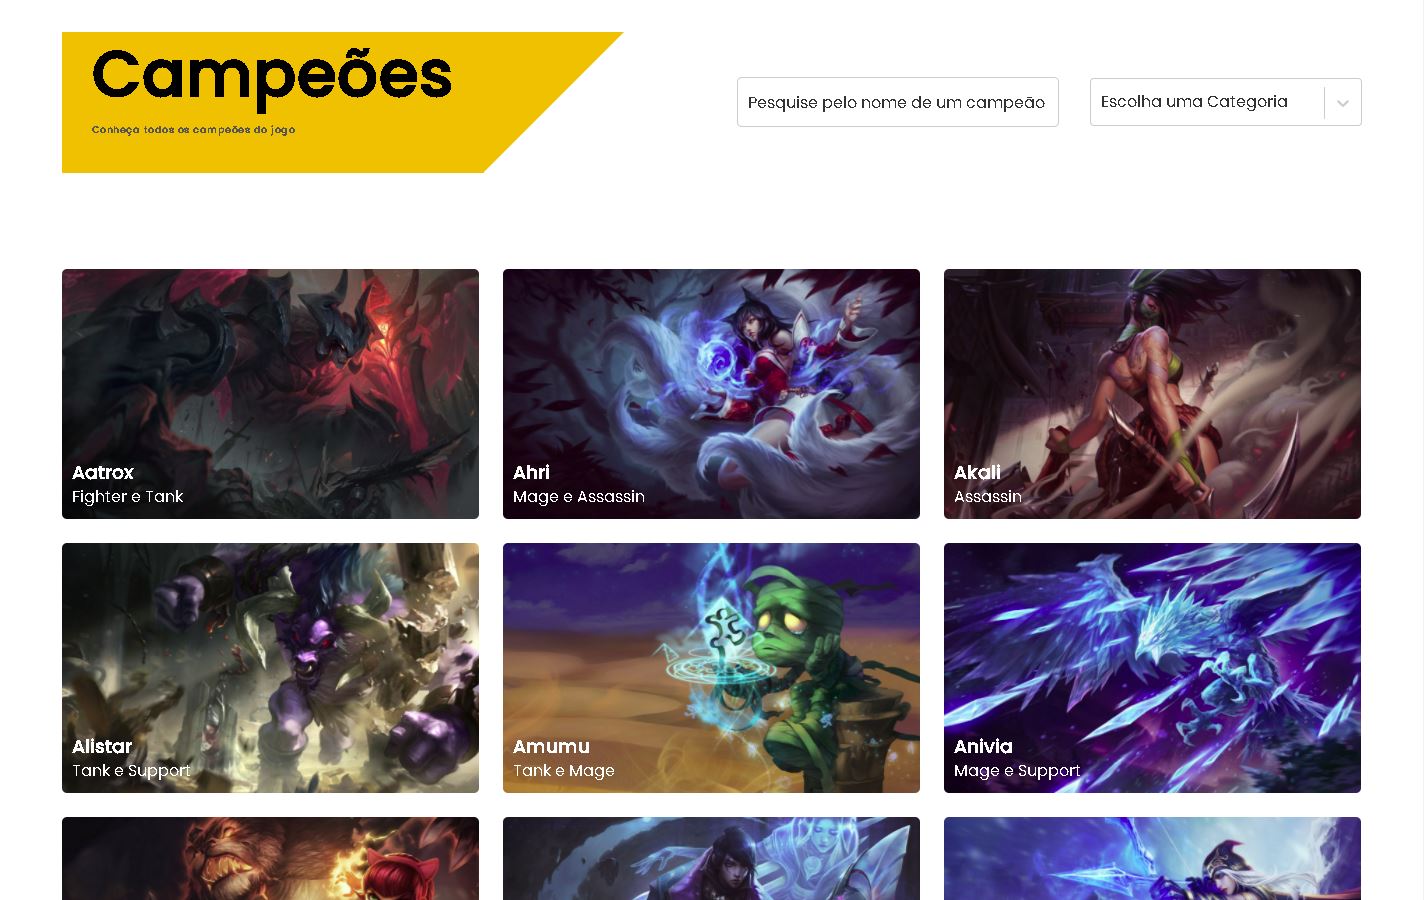 Campeões
Conheça todos os campeões do jogo
Pesquise pelo nome de um campeão
Escolha uma Categoria
Aatrox
Fighter e Tank
Ahri
Mage e Assassin
Akali
Assassin
Alistar
Tank e Support
Amumu
Tank e Mage
Anivia
Mage e Support